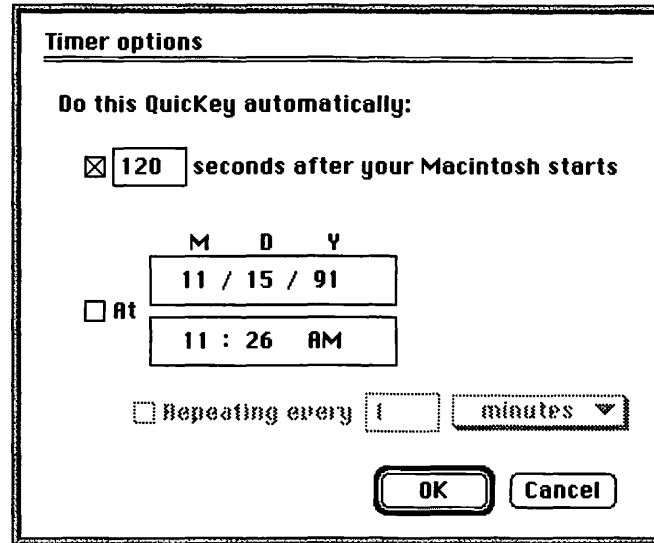 Timer options
Do this QuicKey automatically:
120 seconds after your Macintosh starts
M D Y
11 / 15 / 91
At
11 : 26 AM
Repeating every 1 minutes
OK Cancel